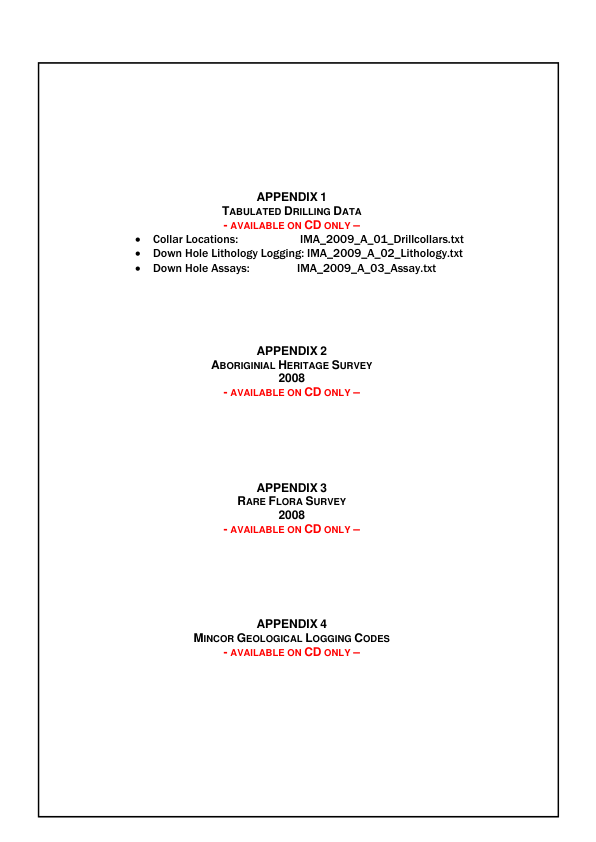 APPENDIX 1
TABULATED DRILLING DATA
- AVAILABLE ON CD ONLY –
• Collar Locations: IMA_2009_A_01_Drillcollars.txt
• Down Hole Lithology Logging: IMA_2009_A_02_Lithology.txt
• Down Hole Assays: IMA_2009_A_03_Assay.txt
APPENDIX 2
ABORIGINIAL HERITAGE SURVEY
2008
- AVAILABLE ON CD ONLY –
APPENDIX 3
RARE FLORA SURVEY
2008
- AVAILABLE ON CD ONLY –
APPENDIX 4
MINCOR GEOLOGICAL LOGGING CODES
- AVAILABLE ON CD ONLY –